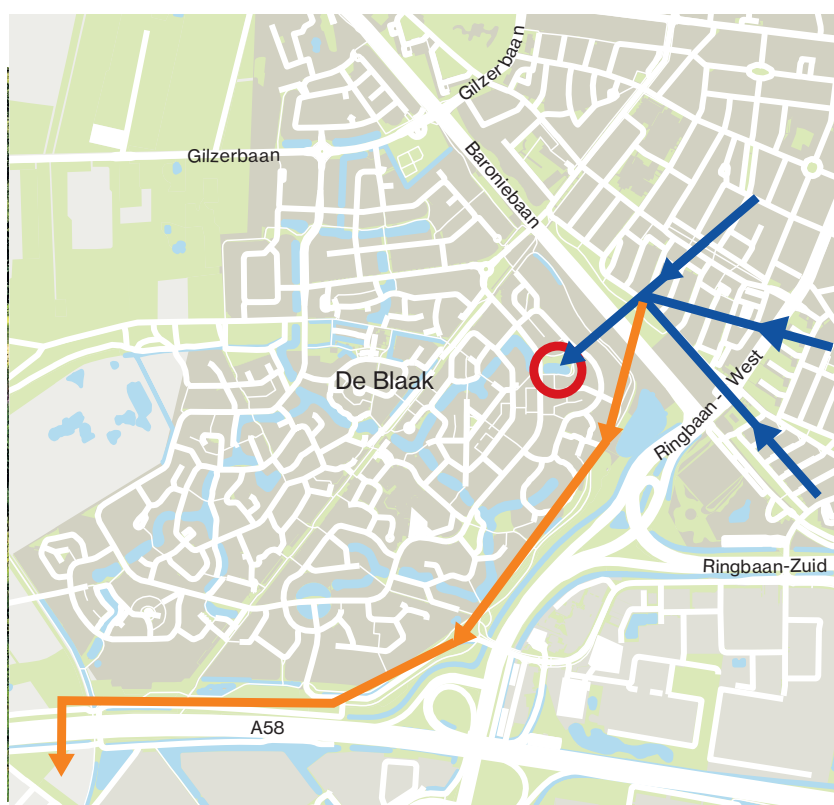 Gilzerbaan
Gilzerbaan
Baroniebaan
De Blaak
Ringbaan - West
Ringbaan-Zuid
A58